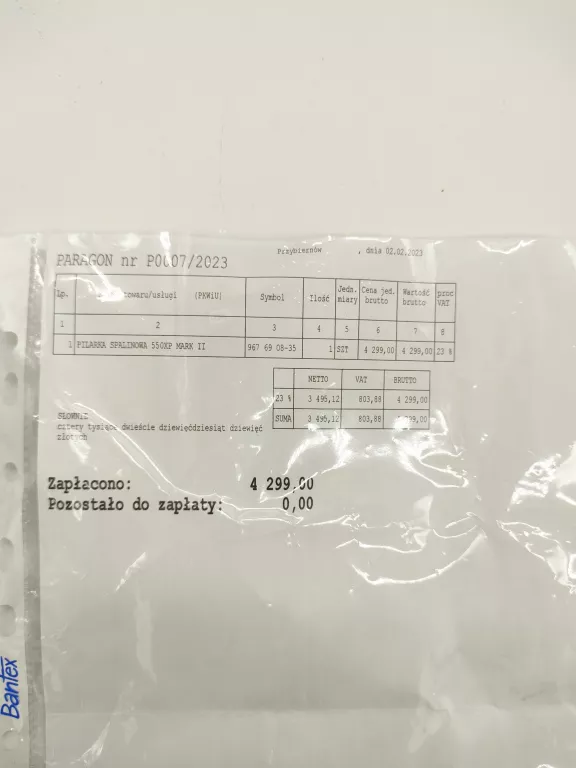 Przybiernów , dnia 02.02.2023
PARAGON nr P0007/2023
Lp. towaru/usługi (PKWiU) Symbol Ilość Jedn. miary Cena jed. brutto Wartość brutto proc VAT
1 2 3 4 5 6 7 8
1 PILARKA SPALINOWA 550XP MARK II 967 69 08-35 1 SZT 4 299,00 4 299,00 23 %
NETTO VAT BRUTTO
23 % 3 495,12 803,88 4 299,00
SUMA 3 495,12 803,88 4 299,00
SŁOWNIE
cztery tysiące dwieście dziewięćdziesiąt dziewięć
złotych
Zapłacono: 4 299,00
Pozostało do zapłaty: 0,00
Bantex